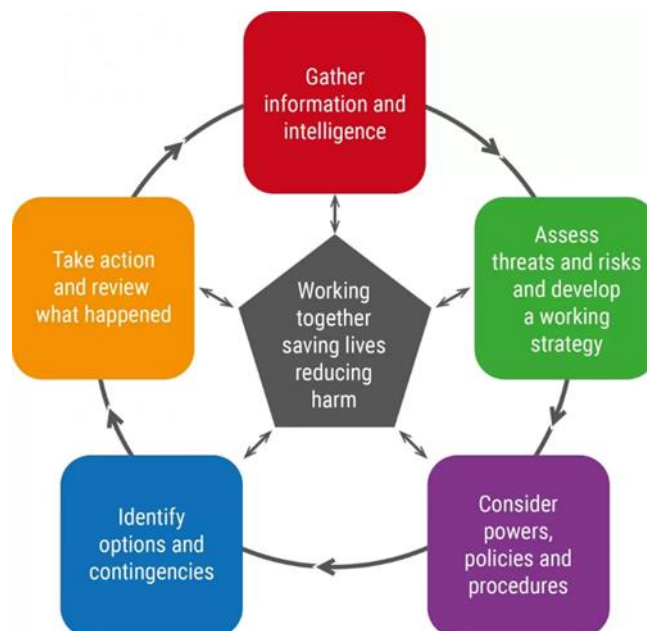 Gather
information and
intelligence
Assess
threats and risks
and develop
a working
strategy
Consider
powers,
policies and
procedures
Identify
options and
contingencies
Take action
and review
what happened
Working
together
saving lives
reducing
harm